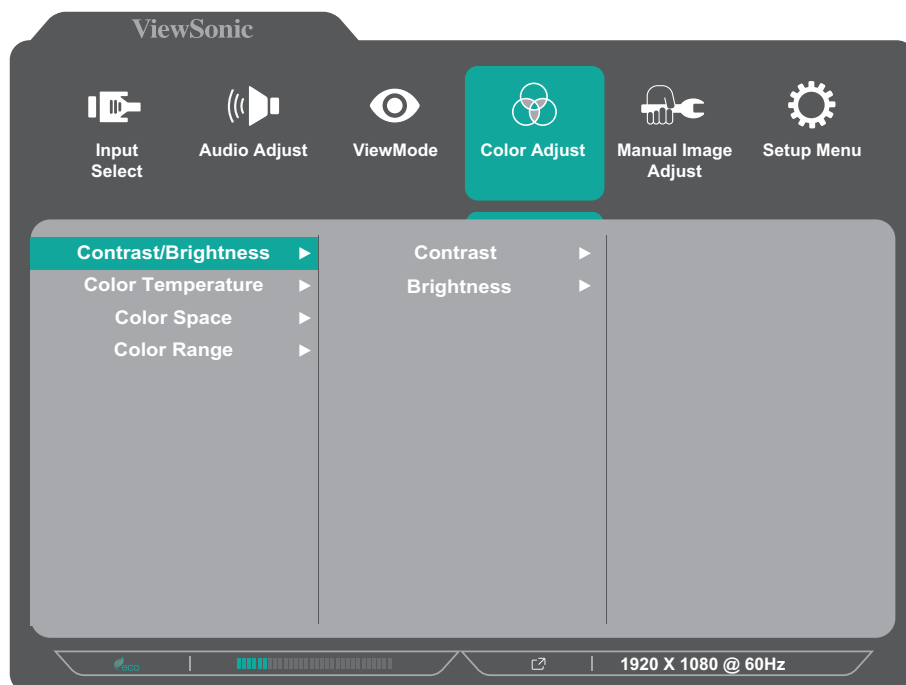 ViewSonic
Input Select
Audio Adjust
ViewMode
Color Adjust
Manual Image Adjust
Setup Menu
Contrast/Brightness
Contrast
Color Temperature
Brightness
Color Space
Color Range
eco
1920 X 1080 @ 60Hz